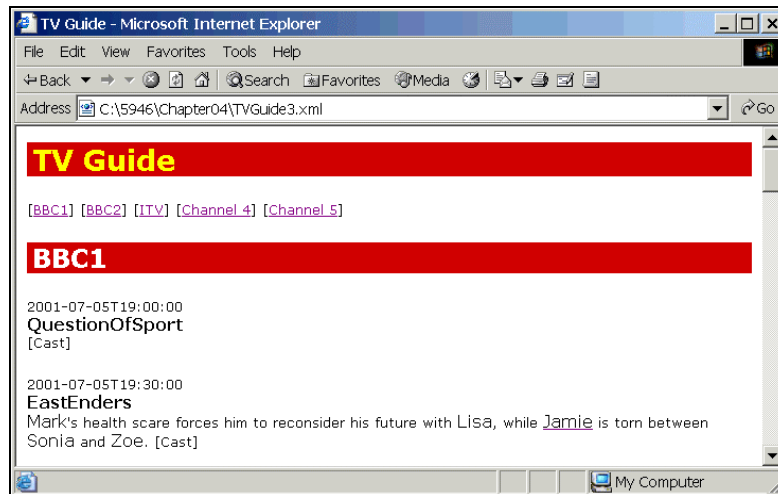 TV Guide - Microsoft Internet Explorer
File Edit View Favorites Tools Help
Back Search Favorites Media
Address C:\5946\Chapter04\TVGuide3.xml Go
TV Guide
[BBC1] [BBC2] [ITV] [Channel 4] [Channel 5]
BBC1
2001-07-05T19:00:00
QuestionOfSport
[Cast]
2001-07-05T19:30:00
EastEnders
Mark's health scare forces him to reconsider his future with Lisa, while Jamie is torn between
Sonia and Zoe. [Cast]
My Computer